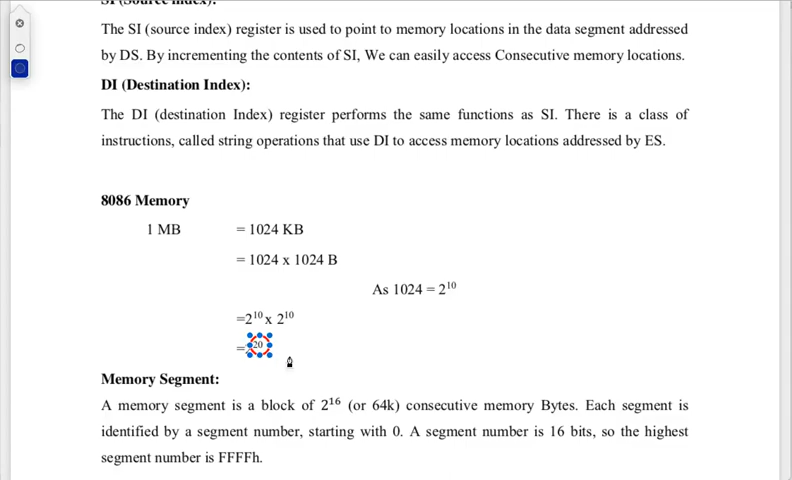 The SI (source index) register is used to point to memory locations in the data segment addressed
by DS. By incrementing the contents of SI, We can easily access Consecutive memory locations.
DI (Destination Index):
The DI (destination Index) register performs the same functions as SI. There is a class of
instructions, called string operations that use DI to access memory locations addressed by ES.
8086 Memory
1 MB = 1024 KB
= 1024 x 1024 B
As 1024 = 2¹⁰
=2¹⁰ x 2¹⁰
= 20
Memory Segment:
A memory segment is a block of 2¹⁶ (or 64k) consecutive memory Bytes. Each segment is
identified by a segment number, starting with 0. A segment number is 16 bits, so the highest
segment number is FFFFh.